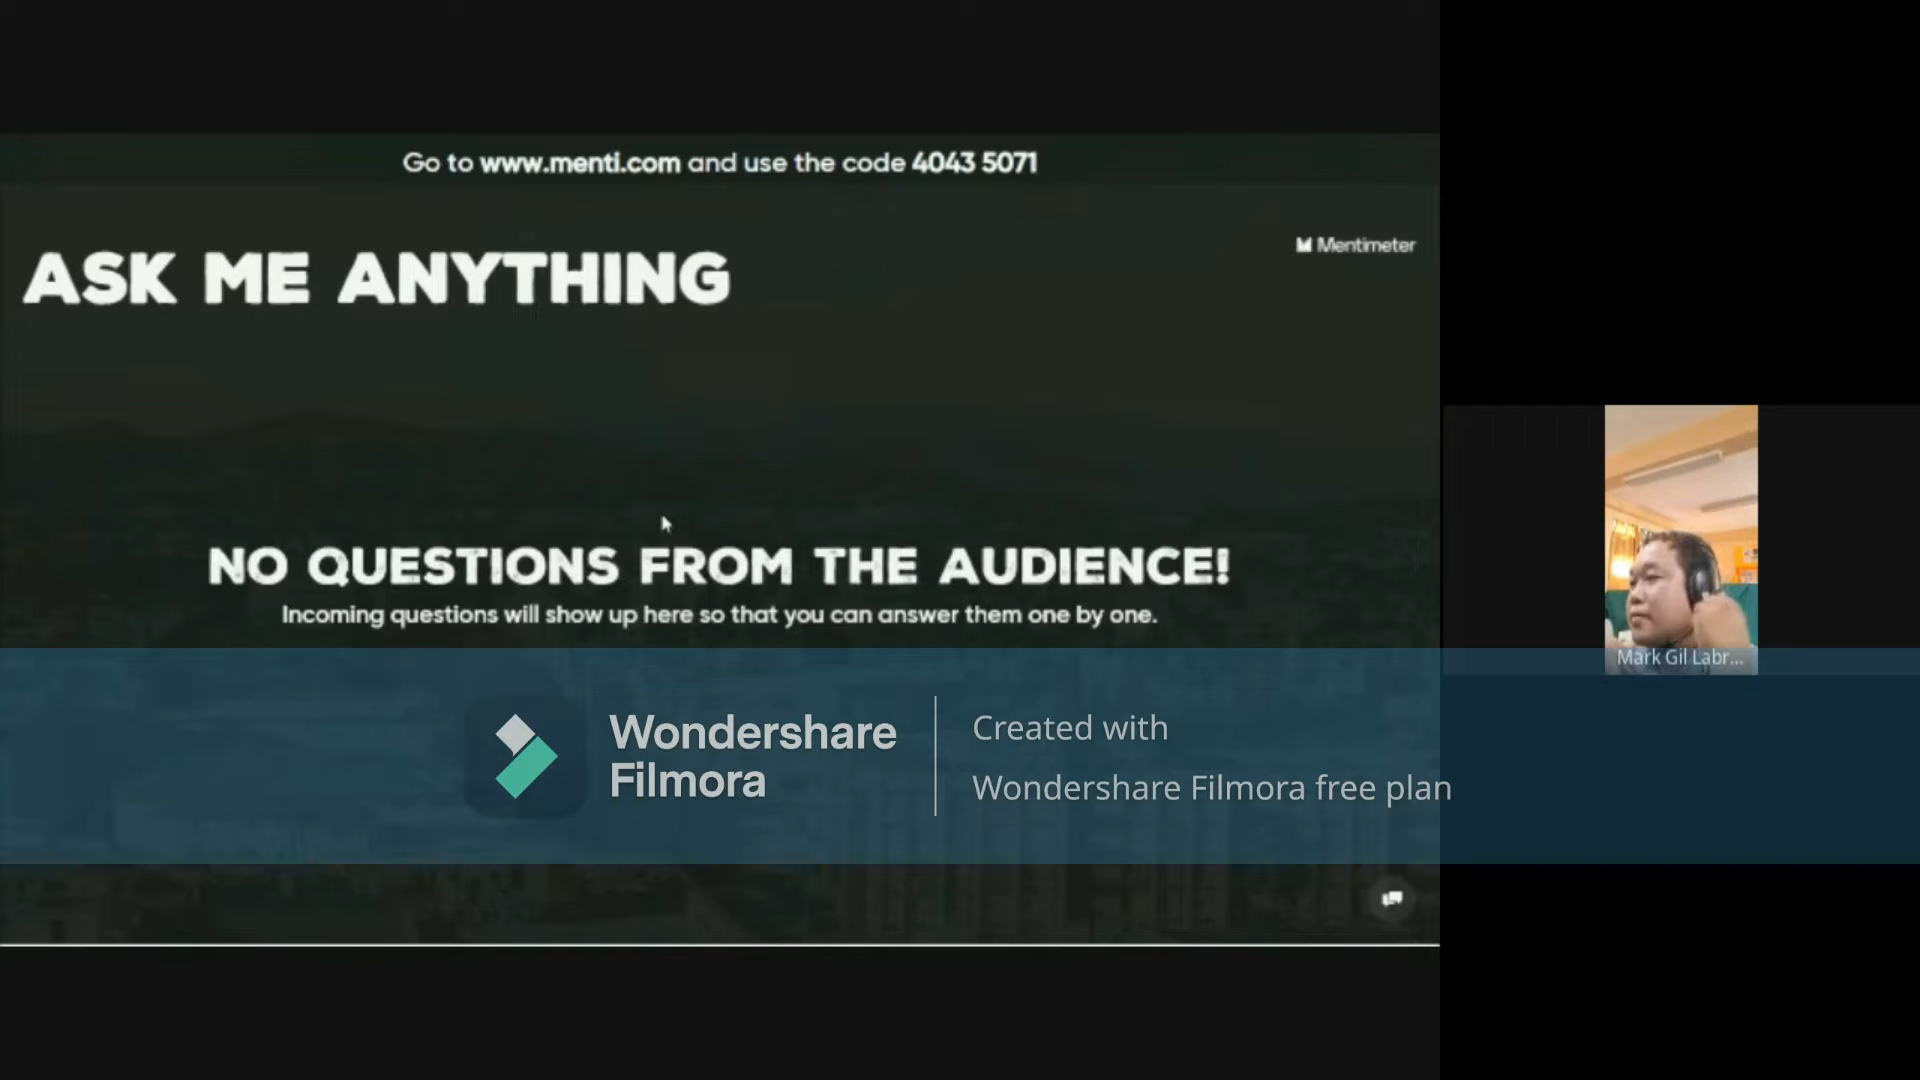 Go to www.menti.com and use the code 4043 5071
Mentimeter
ASK ME ANYTHING
NO QUESTIONS FROM THE AUDIENCE!
Incoming questions will show up here so that you can answer them one by one.
Mark Gil Labr...
Wondershare
Filmora
Created with
Wondershare Filmora free plan